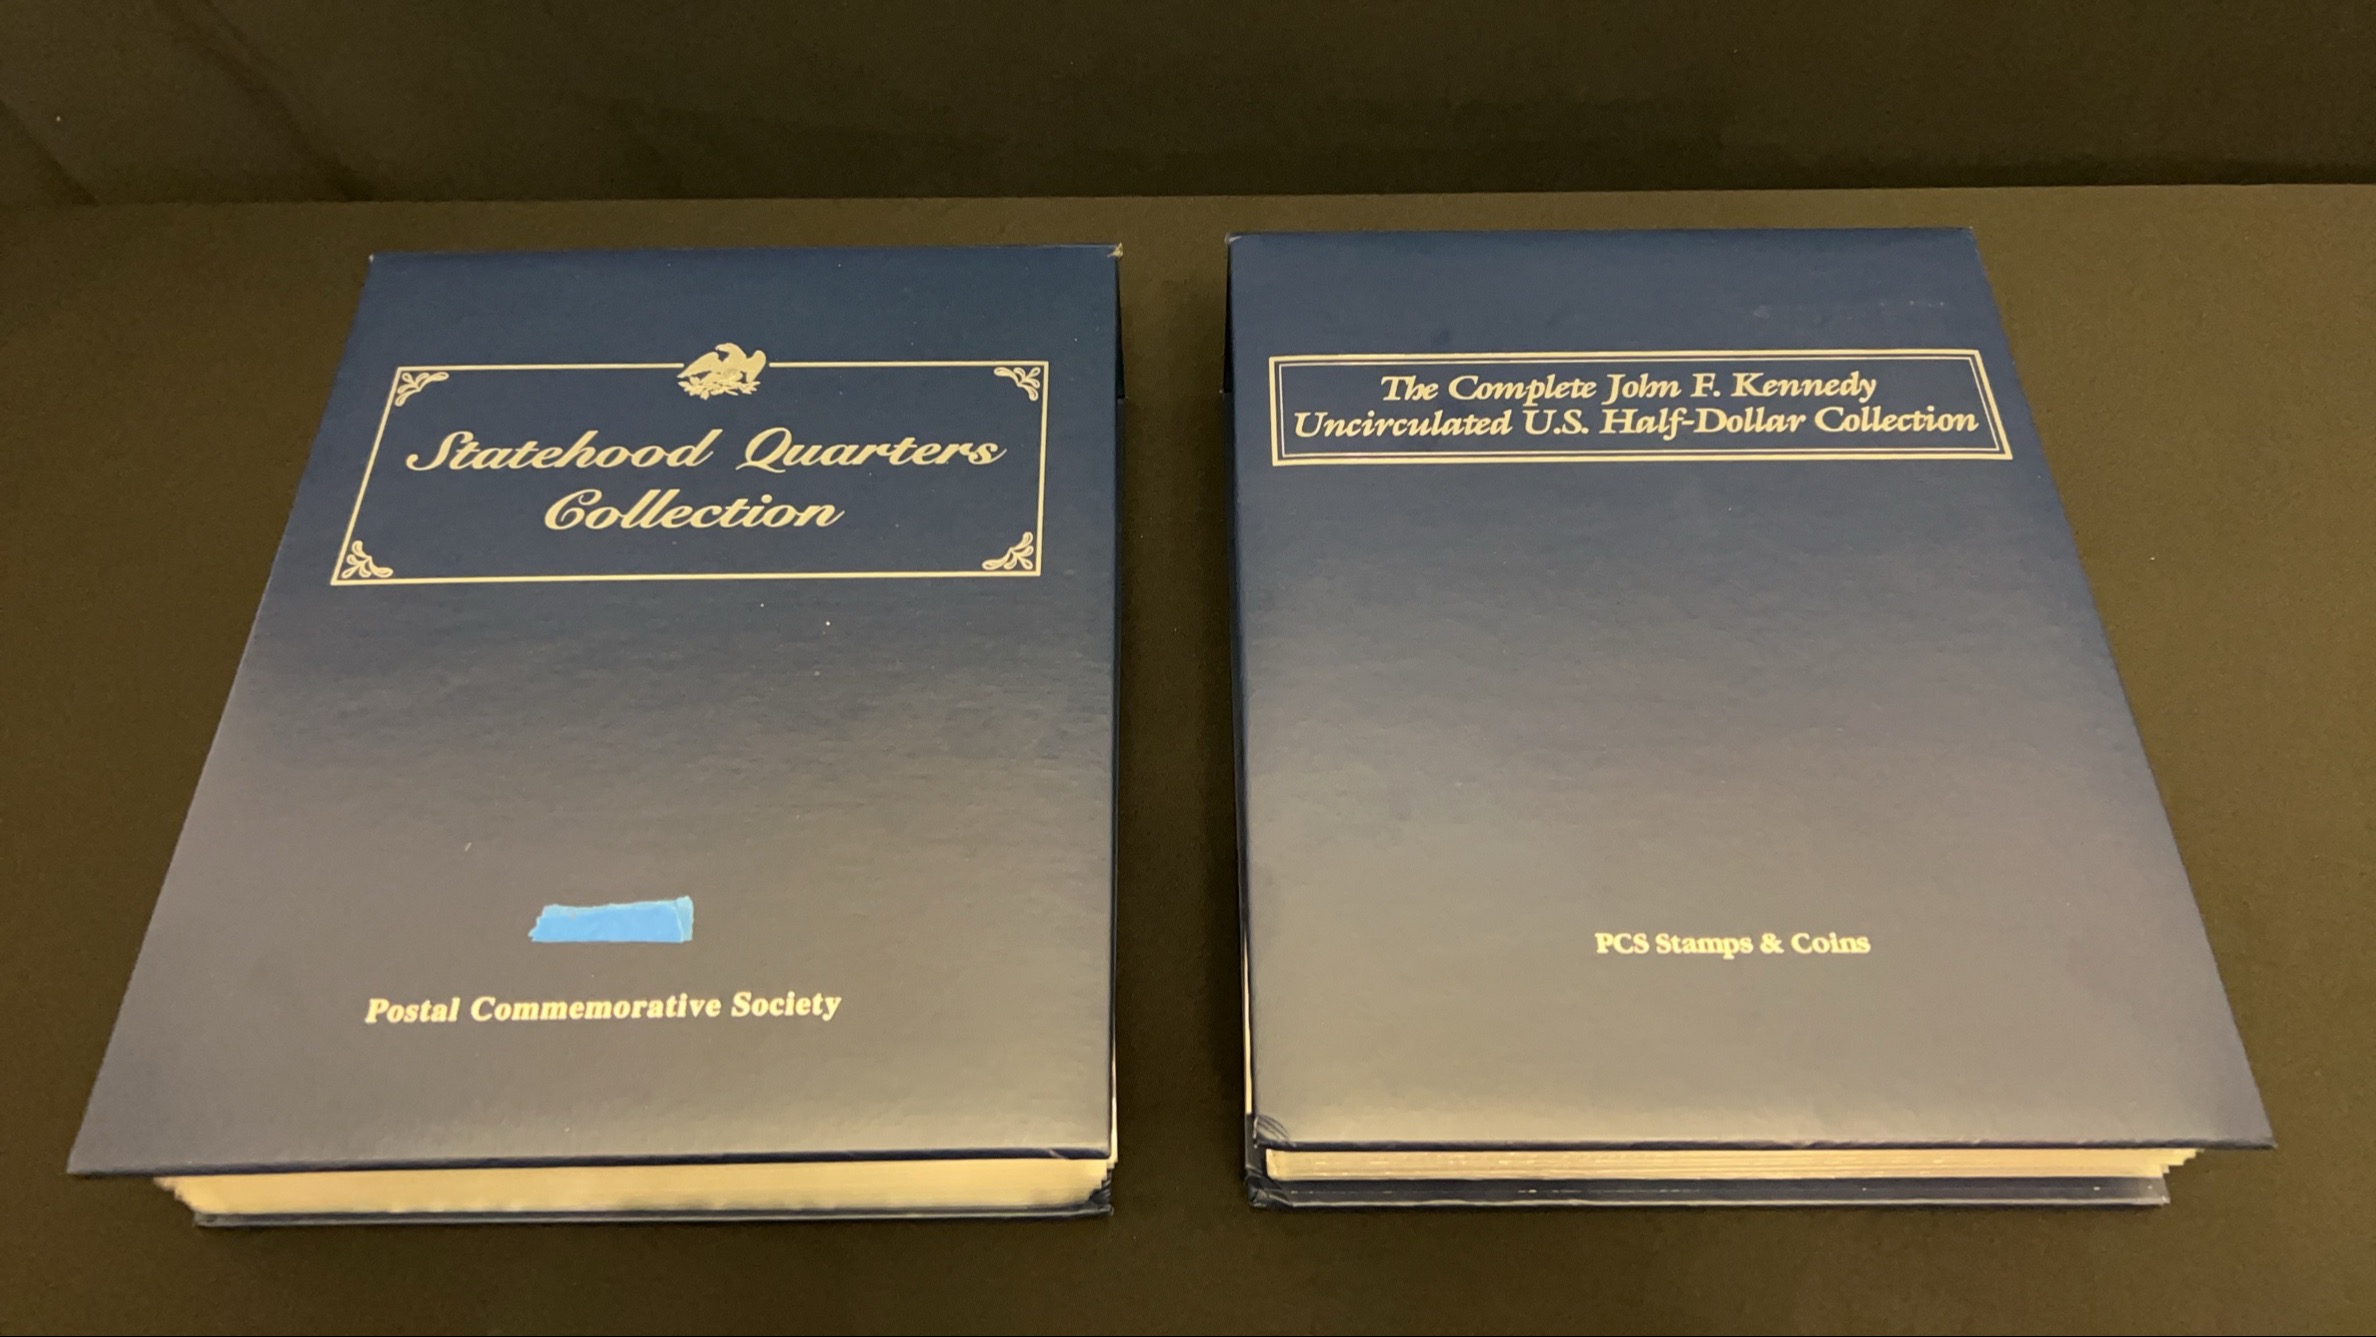 Statehood Quarters
Collection
Postal Commemorative Society
The Complete John F. Kennedy
Uncirculated U.S. Half-Dollar Collection
PCS Stamps & Coins